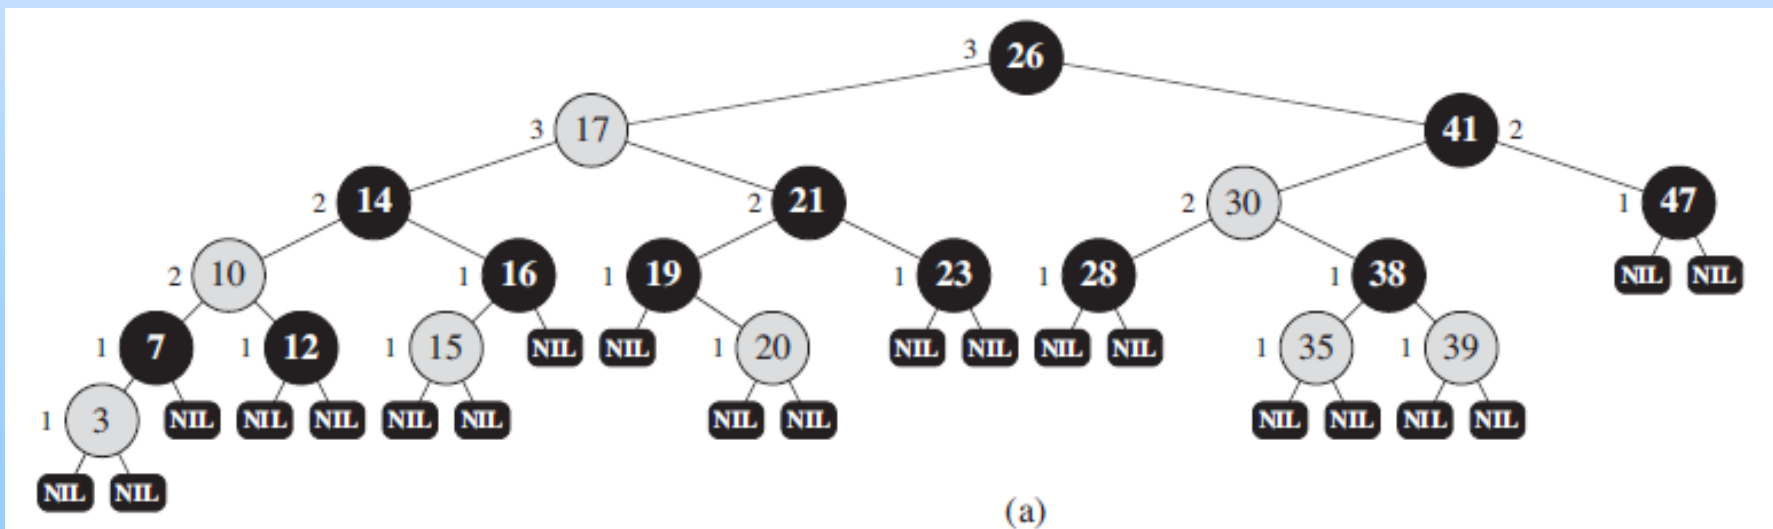 3 26
3 17 41 2
2 14 2 21 2 30 1 47
2 10 1 16 1 19 1 23 1 28 1 38 NIL NIL
1 7 1 12 1 15 NIL NIL 1 20 NIL NIL NIL NIL 1 35 1 39
1 3 NIL NIL NIL NIL NIL NIL NIL NIL NIL NIL NIL
NIL NIL
(a)